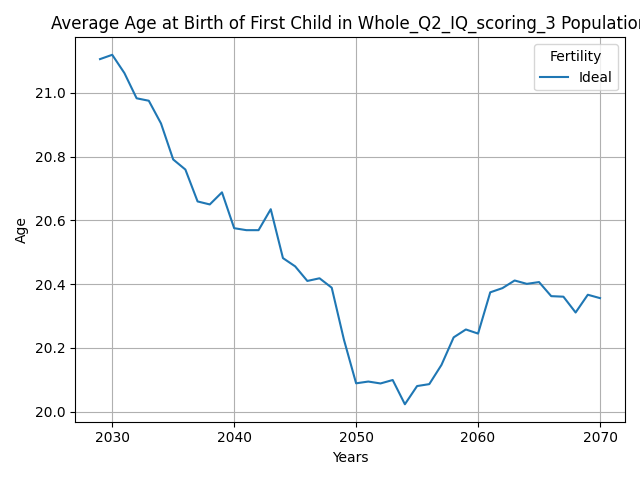 Average Age at Birth of First Child in Whole_Q2_IQ_scoring_3 Population
Fertility
Ideal
21.0
20.8
20.6
20.4
20.2
20.0
Age
2030 2040 2050 2060 2070
Years